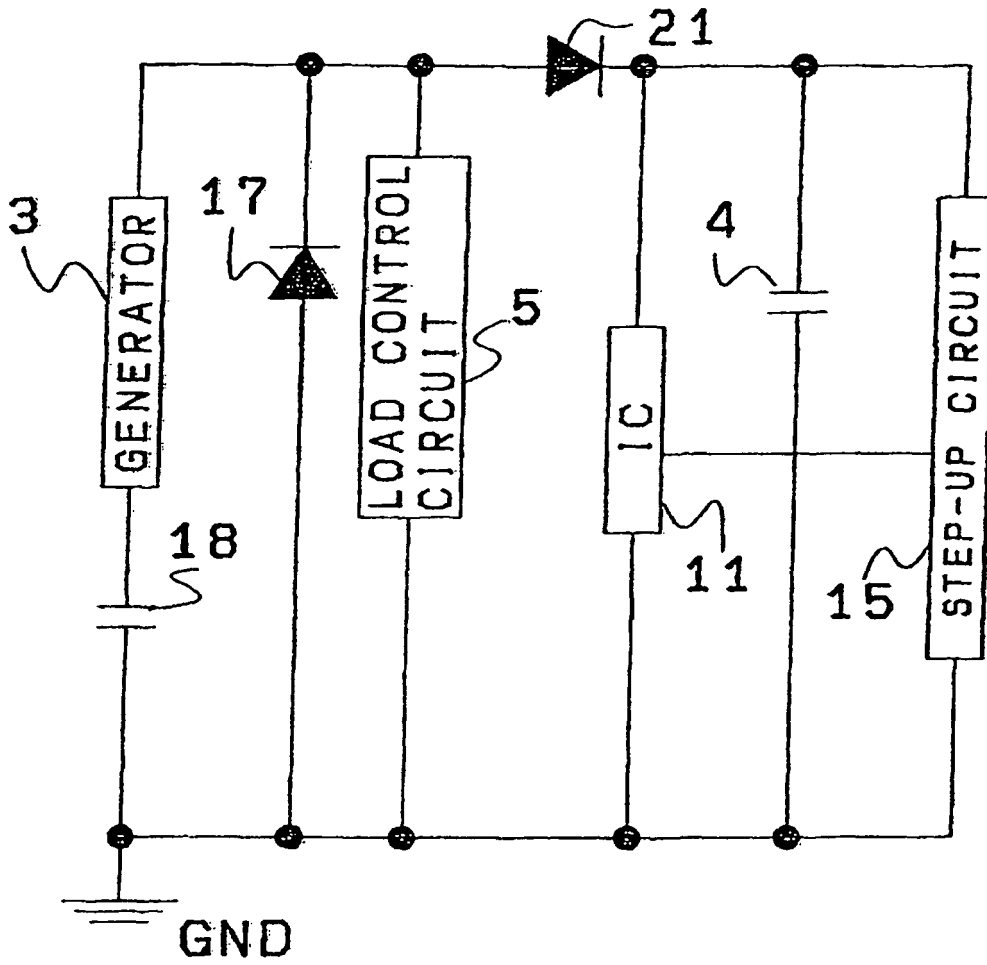 21
3
GENERATOR
17
LOAD CONTROL
CIRCUIT
5
4
IC
11
STEP-UP CIRCUIT
15
18
GND